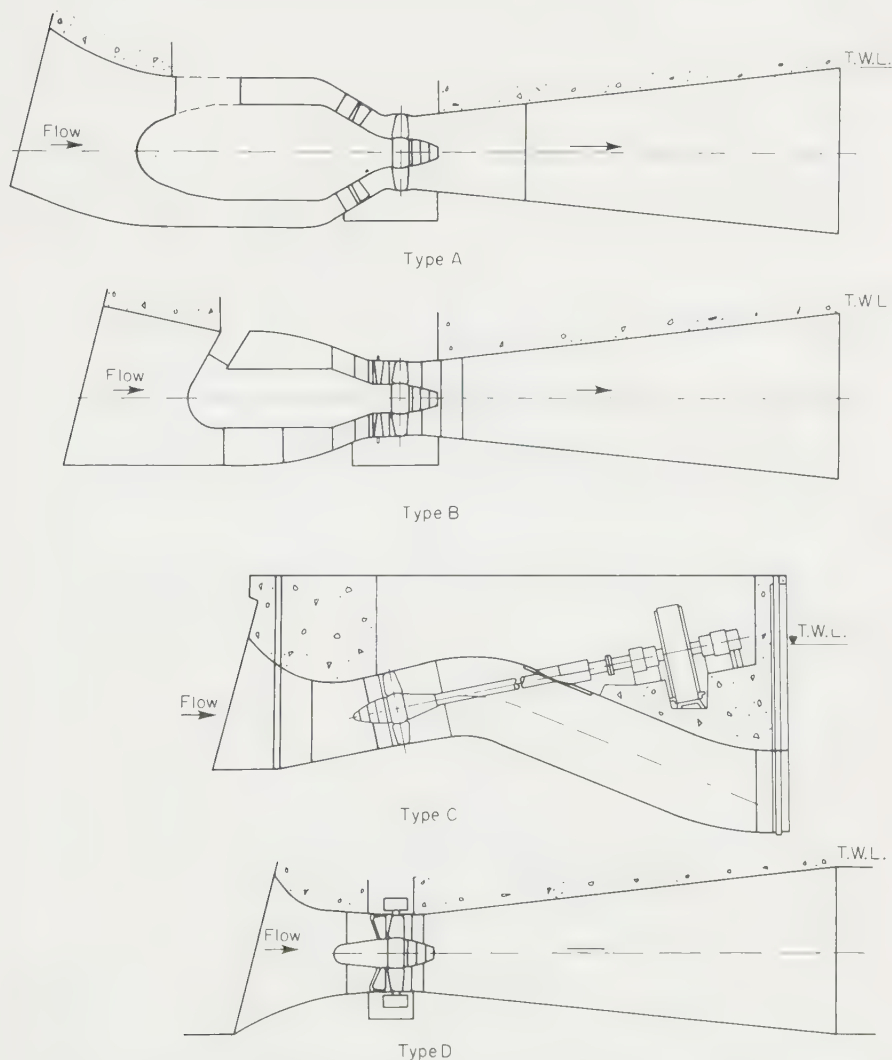 T.W.L.
Flow
Type A
T.W.L
Flow
Type B
T.W.L.
Flow
Type C
T.W.L.
Flow
Type D